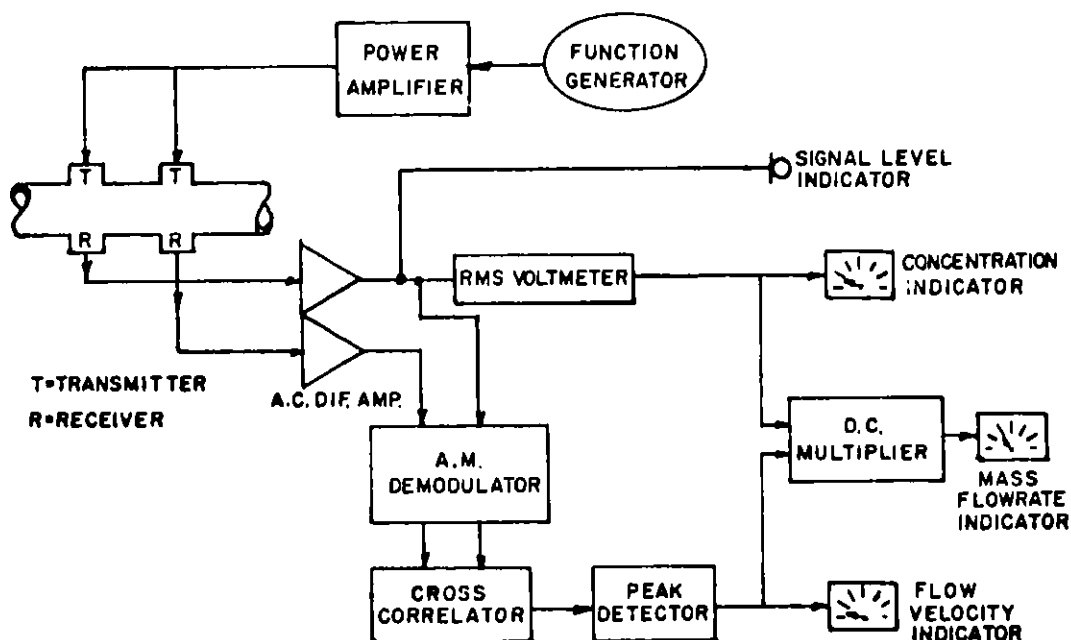 POWER
AMPLIFIER
FUNCTION
GENERATOR
T
T
SIGNAL LEVEL
INDICATOR
R
R
RMS VOLTMETER
CONCENTRATION
INDICATOR
T=TRANSMITTER
R=RECEIVER
A.C. DIF. AMP.
D.C.
MULTIPLIER
A.M.
DEMODULATOR
MASS
FLOWRATE
INDICATOR
CROSS
CORRELATOR
PEAK
DETECTOR
FLOW
VELOCITY
INDICATOR